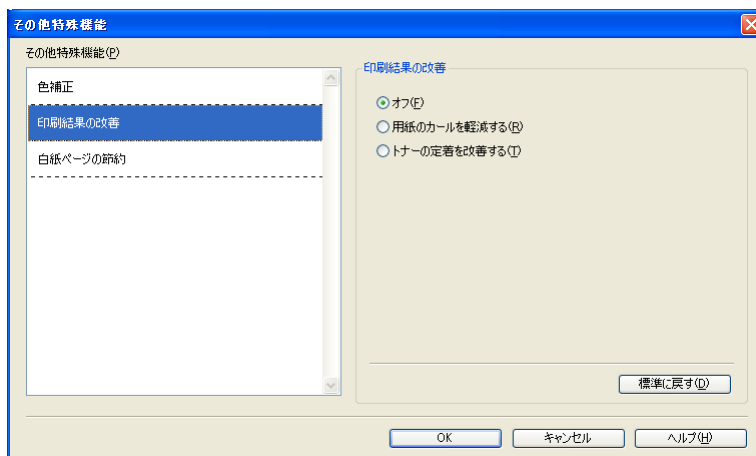 その他特殊機能
その他特殊機能(P)
色補正
印刷結果の改善
白紙ページの節約
印刷結果の改善
オフ(F)
用紙のカールを軽減する(R)
トナーの定着を改善する(T)
標準に戻す(D)
OK
キャンセル
ヘルプ(H)